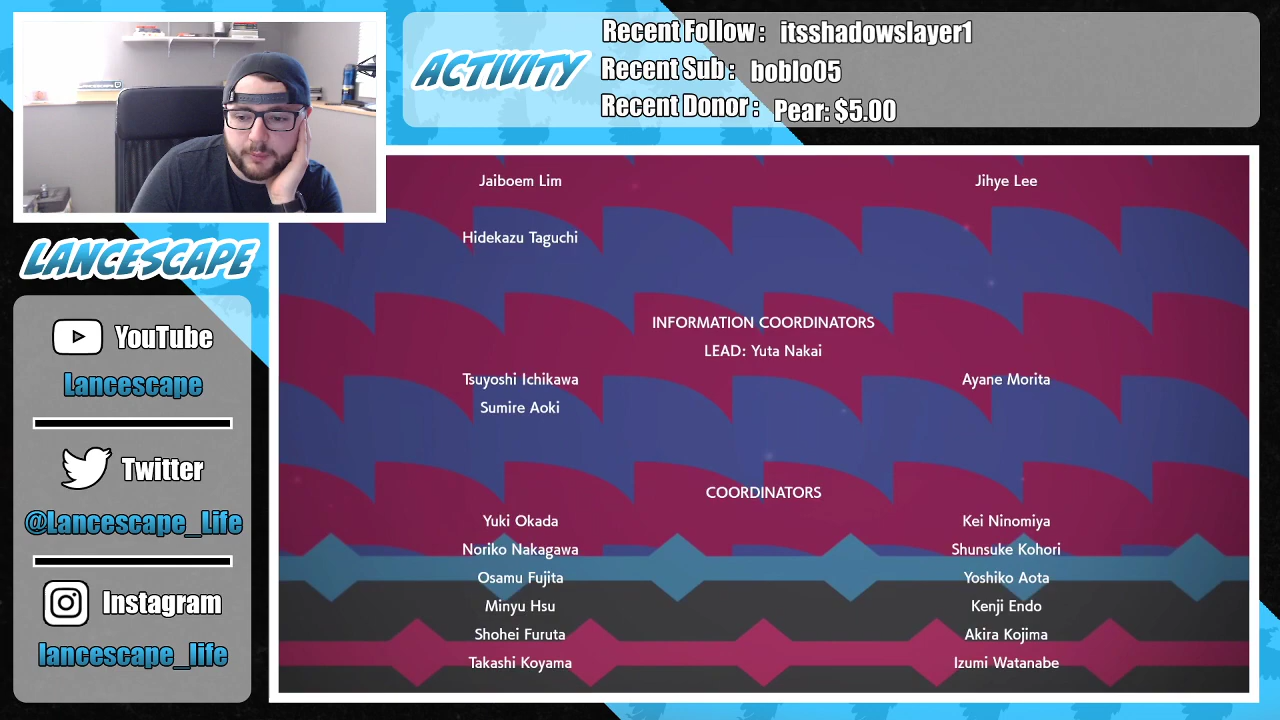 ACTIVITY
Recent Follow : itsshadowslayer1
Recent Sub : boblo05
Recent Donor : Pear: $5.00
LANCESCAPE
YouTube
Lancescape
Twitter
@Lancescape_Life
Instagram
lancescape_life
Jaiboem Lim Jihye Lee
Hidekazu Taguchi
INFORMATION COORDINATORS
LEAD: Yuta Nakai
Tsuyoshi Ichikawa Ayane Morita
Sumire Aoki
COORDINATORS
Yuki Okada Kei Ninomiya
Noriko Nakagawa Shunsuke Kohori
Osamu Fujita Yoshiko Aota
Minyu Hsu Kenji Endo
Shohei Furuta Akira Kojima
Takashi Koyama Izumi Watanabe